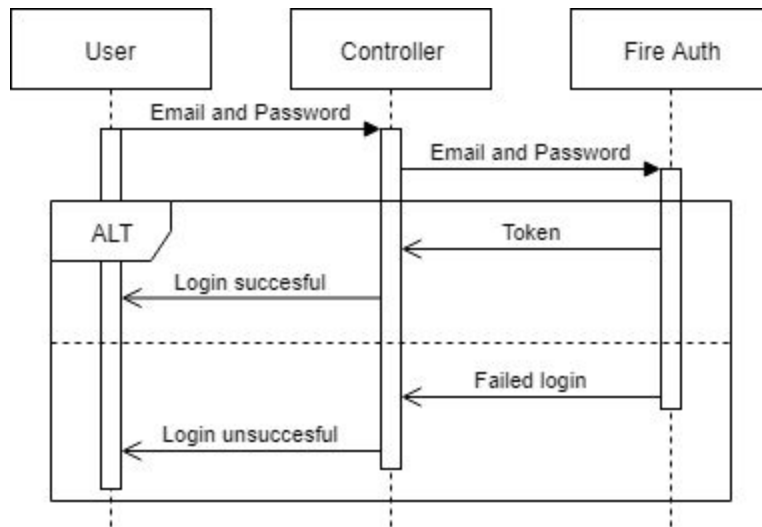 User
Controller
Fire Auth
Email and Password
Email and Password
ALT
Token
Login succesful
Failed login
Login unsuccesful